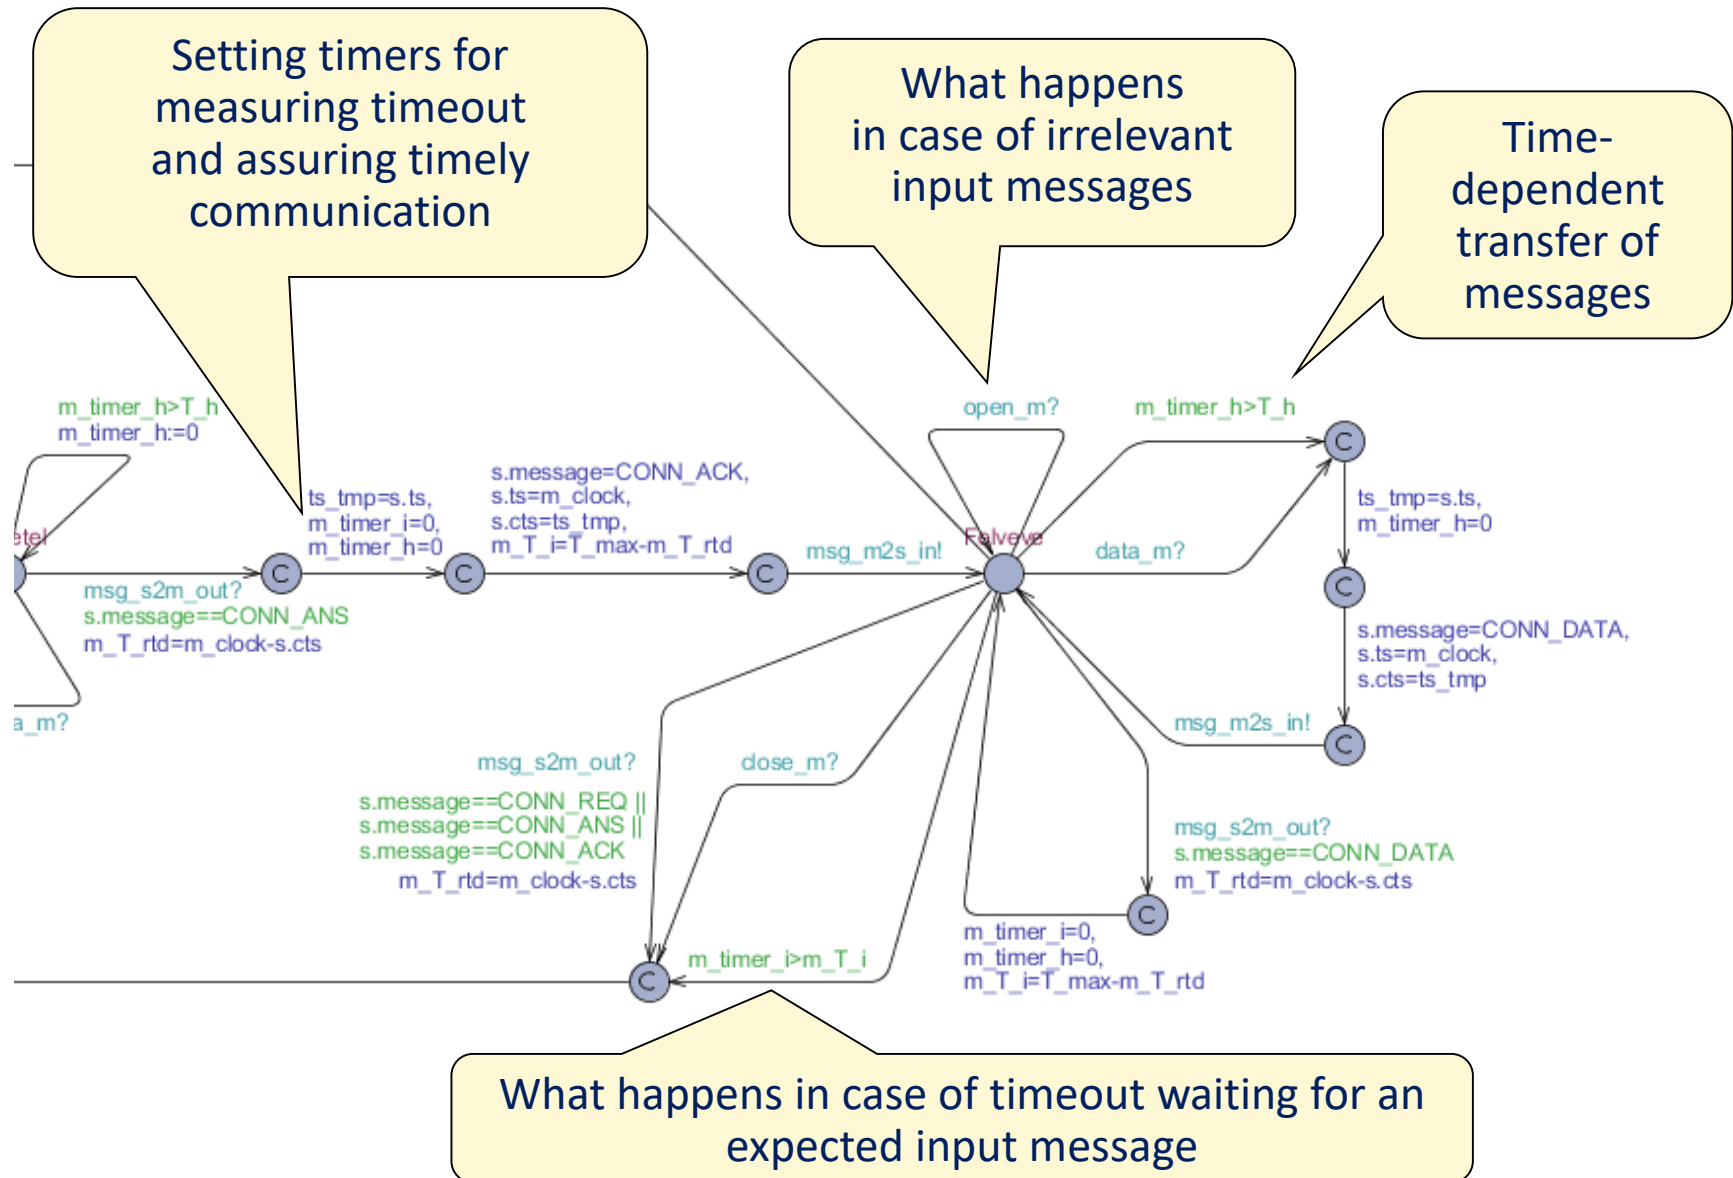 Setting timers for
measuring timeout
and assuring timely
communication
What happens
in case of irrelevant
input messages
Time-
dependent
transfer of
messages
m_timer_h>T_h
m_timer_h:=0
etel
msg_s2m_out?
s.message==CONN_ANS
m_T_rtd=m_clock-s.cts
a_m?
C
ts_tmp=s.ts,
m_timer_i=0,
m_timer_h=0
C
s.message=CONN_ACK,
s.ts=m_clock,
s.cts=ts_tmp,
m_T_i=T_max-m_T_rtd
C
msg_m2s_in!
open_m?
Felveve
m_timer_h>T_h
data_m?
C
ts_tmp=s.ts,
m_timer_h=0
C
s.message=CONN_DATA,
s.ts=m_clock,
s.cts=ts_tmp
C
msg_m2s_in!
msg_s2m_out?
s.message==CONN_REQ ||
s.message==CONN_ANS ||
s.message==CONN_ACK
m_T_rtd=m_clock-s.cts
close_m?
m_timer_i>m_T_i
C
msg_s2m_out?
s.message==CONN_DATA
m_T_rtd=m_clock-s.cts
C
m_timer_i=0,
m_timer_h=0,
m_T_i=T_max-m_T_rtd
What happens in case of timeout waiting for an
expected input message